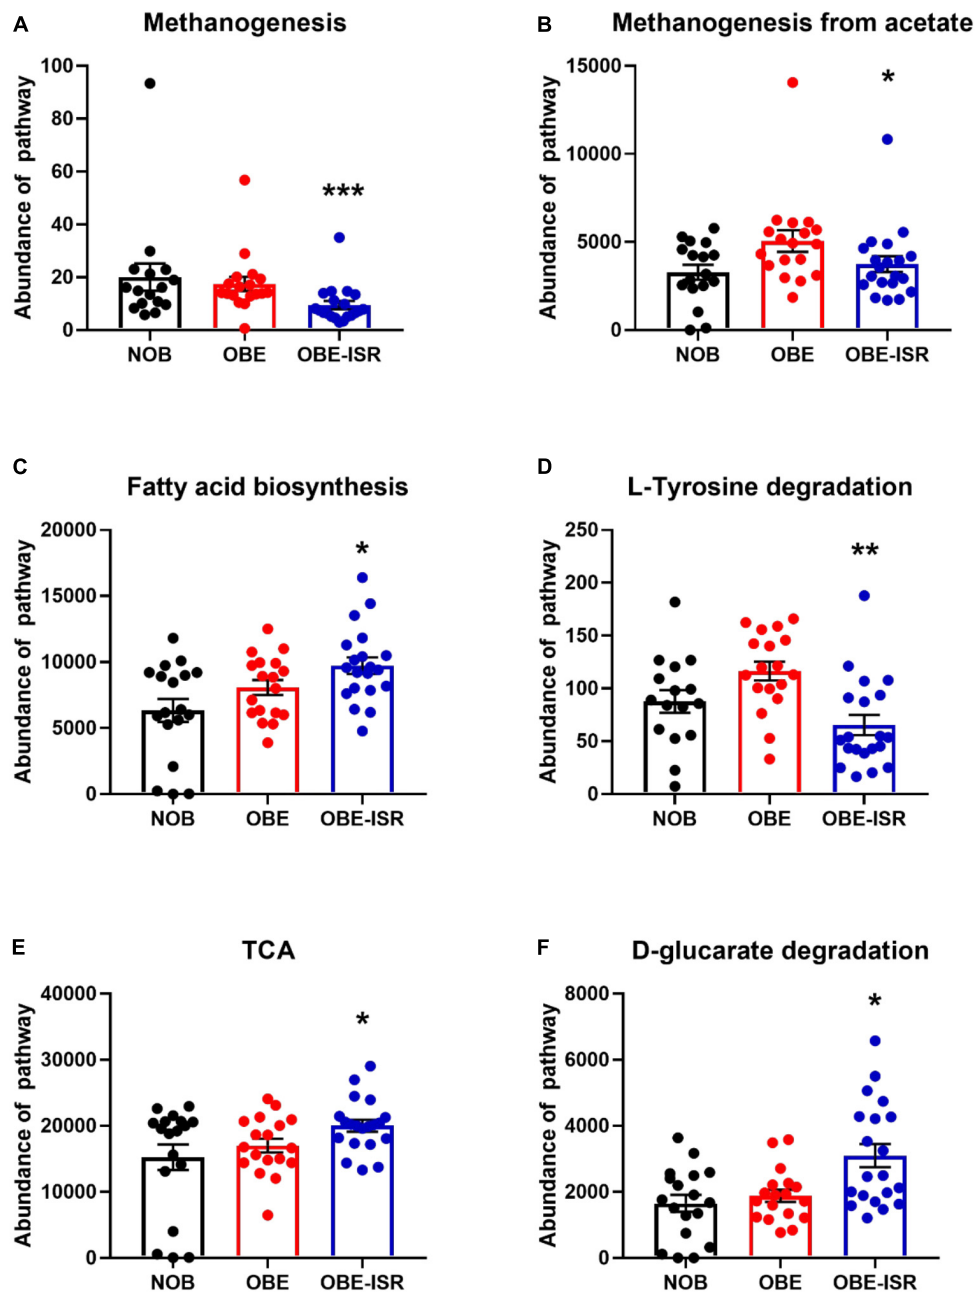 A
Methanogenesis
Abundance of pathway
100
80
60
40
20
0
***
NOB OBE OBE-ISR
B
Methanogenesis from acetate
Abundance of pathway
15000
10000
5000
0
*
NOB OBE OBE-ISR
C
Fatty acid biosynthesis
Abundance of pathway
20000
15000
10000
5000
0
*
NOB OBE OBE-ISR
D
L-Tyrosine degradation
Abundance of pathway
250
200
150
100
50
0
**
NOB OBE OBE-ISR
E
TCA
Abundance of pathway
40000
30000
20000
10000
0
*
NOB OBE OBE-ISR
F
D-glucarate degradation
Abundance of pathway
8000
6000
4000
2000
0
*
NOB OBE OBE-ISR